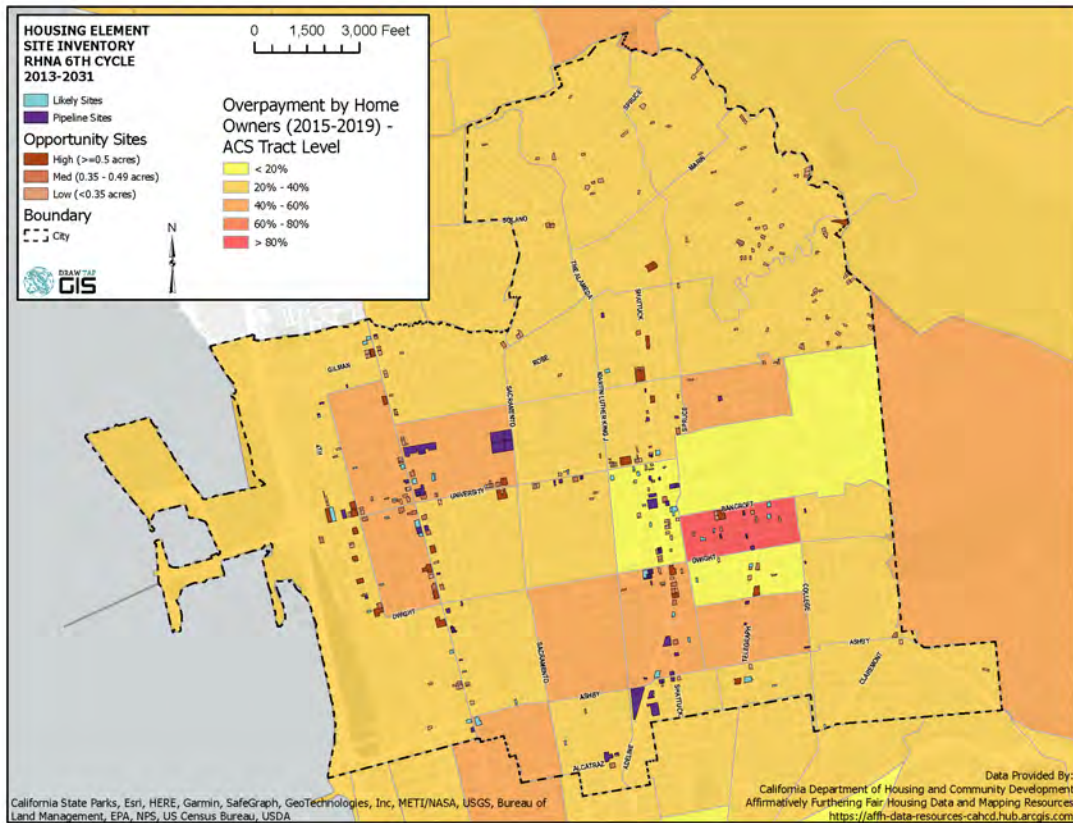 HOUSING ELEMENT
SITE INVENTORY
RHNA 6TH CYCLE
2013-2031
0 1,500 3,000 Feet
Likely Sites
Pipeline Sites
Opportunity Sites
High (>=0.5 acres)
Med (0.35 - 0.49 acres)
Low (<0.35 acres)
Boundary
City
N
DRAW TAP
GIS
Overpayment by Home
Owners (2015-2019) -
ACS Tract Level
< 20%
20% - 40%
40% - 60%
60% - 80%
> 80%
SPRUCE
MARIN
SOLANO
THE ALAMEDA
SHATTUCK
GILMAN
ROSE
SACRAMENTO
MARTIN LUTHER KING J
SPRUCE
6TH
UNIVERSITY
BANCROFT
DWIGHT
DWIGHT
COLLEGE
SACRAMENTO
TELEGRAPH
ASHBY
CLAREMONT
ASHBY
SHATTUCK
ADELINE
ALCATRAZ
California State Parks, Esri, HERE, Garmin, SafeGraph, GeoTechnologies, Inc, METI/NASA, USGS, Bureau of
Land Management, EPA, NPS, US Census Bureau, USDA
Data Provided By:
California Department of Housing and Community Development
Affirmatively Furthering Fair Housing Data and Mapping Resources
https://affh-data-resources-cahcd.hub.arcgis.com